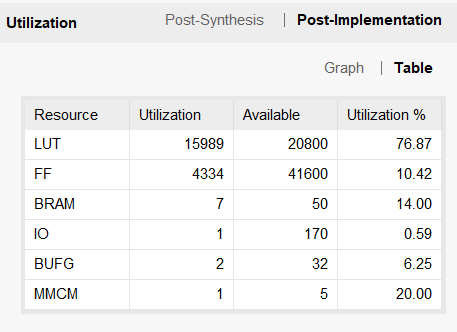 Utilization Post-Synthesis | Post-Implementation
Graph | Table
Resource Utilization Available Utilization %
LUT 15989 20800 76.87
FF 4334 41600 10.42
BRAM 7 50 14.00
IO 1 170 0.59
BUFG 2 32 6.25
MMCM 1 5 20.00